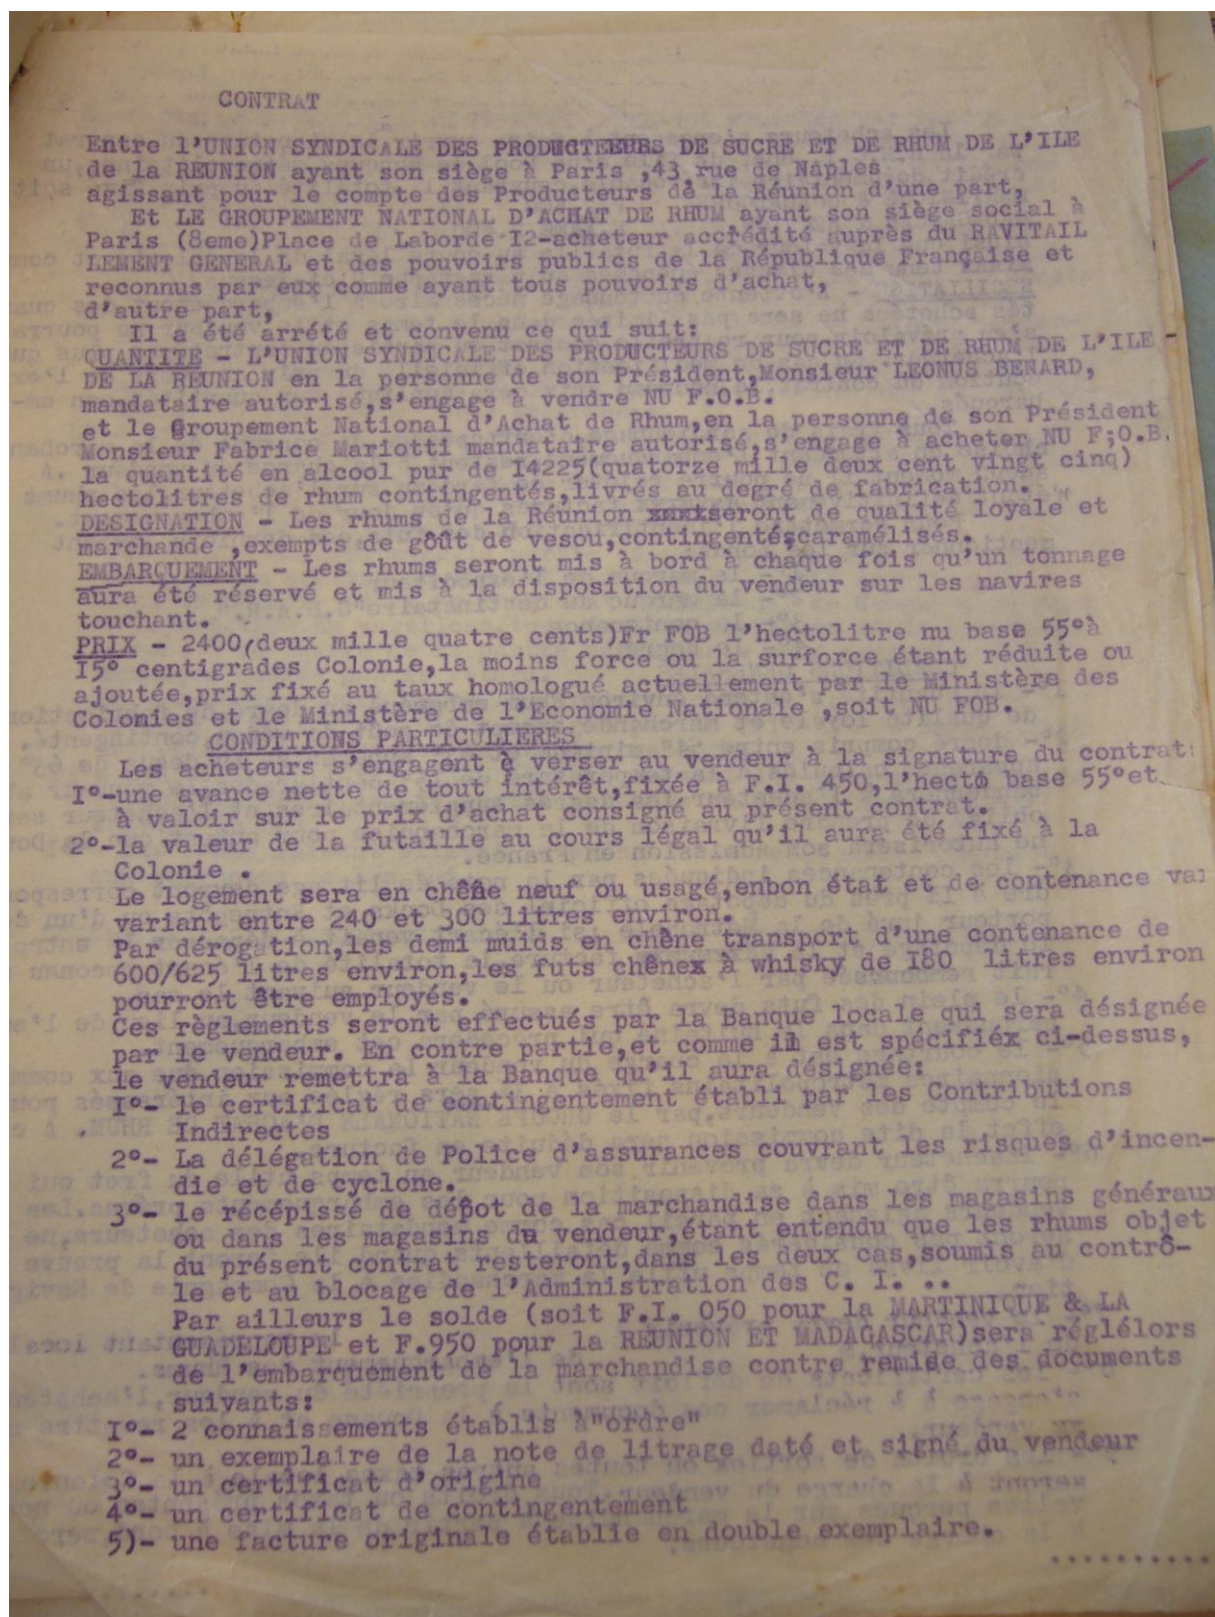 CONTRAT
Entre l'UNION SYNDICALE DES PRODUCTEEURS DE SUCRE ET DE RHUM DE L'ILE
de la REUNION ayant son siège à Paris ,43 rue de Naples
agissant pour le compte des Producteurs de la Réunion d'une part,
Et LE GROUPEMENT NATIONAL D'ACHAT DE RHUM ayant son siège social à
Paris (8eme)Place de Laborde I2-acheteur accrédité auprès du RAVITAIL
LEMENT GENERAL et des pouvoirs publics de la République Française et
reconnus par eux comme ayant tous pouvoirs d'achat,
d'autre part,
Il a été arrété et convenu ce qui suit:
QUANTITE - L'UNION SYNDICALE DES PRODUCTEURS DE SUCRE ET DE RHUM DE L'ILE -
DE LA REUNION en la personne de son Président,Monsieur LEONUS BENARD,
mandataire autorisé,s'engage à vendre NU F.O.B.
et le Groupement National d'Achat de Rhum,en la personne de son Président
Monsieur Fabrice Mariotti mandataire autorisé,s'engage à acheter NU F;O.B.
la quantité en alcool pur de I4225(quatorze mille deux cent vingt cinq)
hectolitres de rhum contingentés,livrés au degré de fabrication.
DESIGNATION - Les rhums de la Réunion seront de qualité loyale et
marchande ,exempts de goût de vesou,contingentés,caramélisés.
EMBARQUEMENT - Les rhums seront mis à bord à chaque fois qu'un tonnage
aura été réservé et mis à la disposition du vendeur sur les navires
touchant.
PRIX - 2400(deux mille quatre cents)Fr FOB l'hectolitre nu base 55°à
I5° centigrades Colonie,la moins force ou la surforce étant réduite ou
ajoutée,prix fixé au taux homologué actuellement par le Ministère des
Colonies et le Ministère de l'Economie Nationale ,soit NU FOB.
CONDITIONS PARTICULIERES
Les acheteurs s'engagent à verser au vendeur à la signature du contrat:
I°-une avance nette de tout intérêt,fixée à F.I. 450,l'hecto base 55°et
à valoir sur le prix d'achat consigné au présent contrat.
2°-la valeur de la futaille au cours légal qu'il aura été fixé à la
Colonie .
Le logement sera en chêne neuf ou usagé,enbon état et de contenance vai
variant entre 240 et 300 litres environ.
Par dérogation,les demi muids en chêne transport d'une contenance de
600/625 litres environ,les futs chênex à whisky de I80 litres environ
pourront être employés.
Ces règlements seront effectués par la Banque locale qui sera désignée
par le vendeur. En contre partie,et comme il est spécifiéx ci-dessus,
le vendeur remettra à la Banque qu'il aura désignée:
I°- le certificat de contingentement établi par les Contributions
Indirectes
2°- La délégation de Police d'assurances couvrant les risques d'incen-
die et de cyclone.
3°- le récépissé de dépot de la marchandise dans les magasins généraux
ou dans les magasins du vendeur,étant entendu que les rhums objet
du présent contrat resteront,dans les deux cas,soumis au contrô-
le et au blocage de l'Administration des C. I. ..
Par ailleurs le solde (soit F.I. 050 pour la MARTINIQUE & LA
GUADELOUPE et F.950 pour la REUNION ET MADAGASCAR)sera réglélors
de l'embarquement de la marchandise contre remise des documents
suivants:
I°- 2 connaissements établis à"ordre"
2°- un exemplaire de la note de litrage daté et signé du vendeur
3°- un certificat d'origine
4°- un certificat de contingentement
5)- une facture originale établie en double exemplaire.
..........